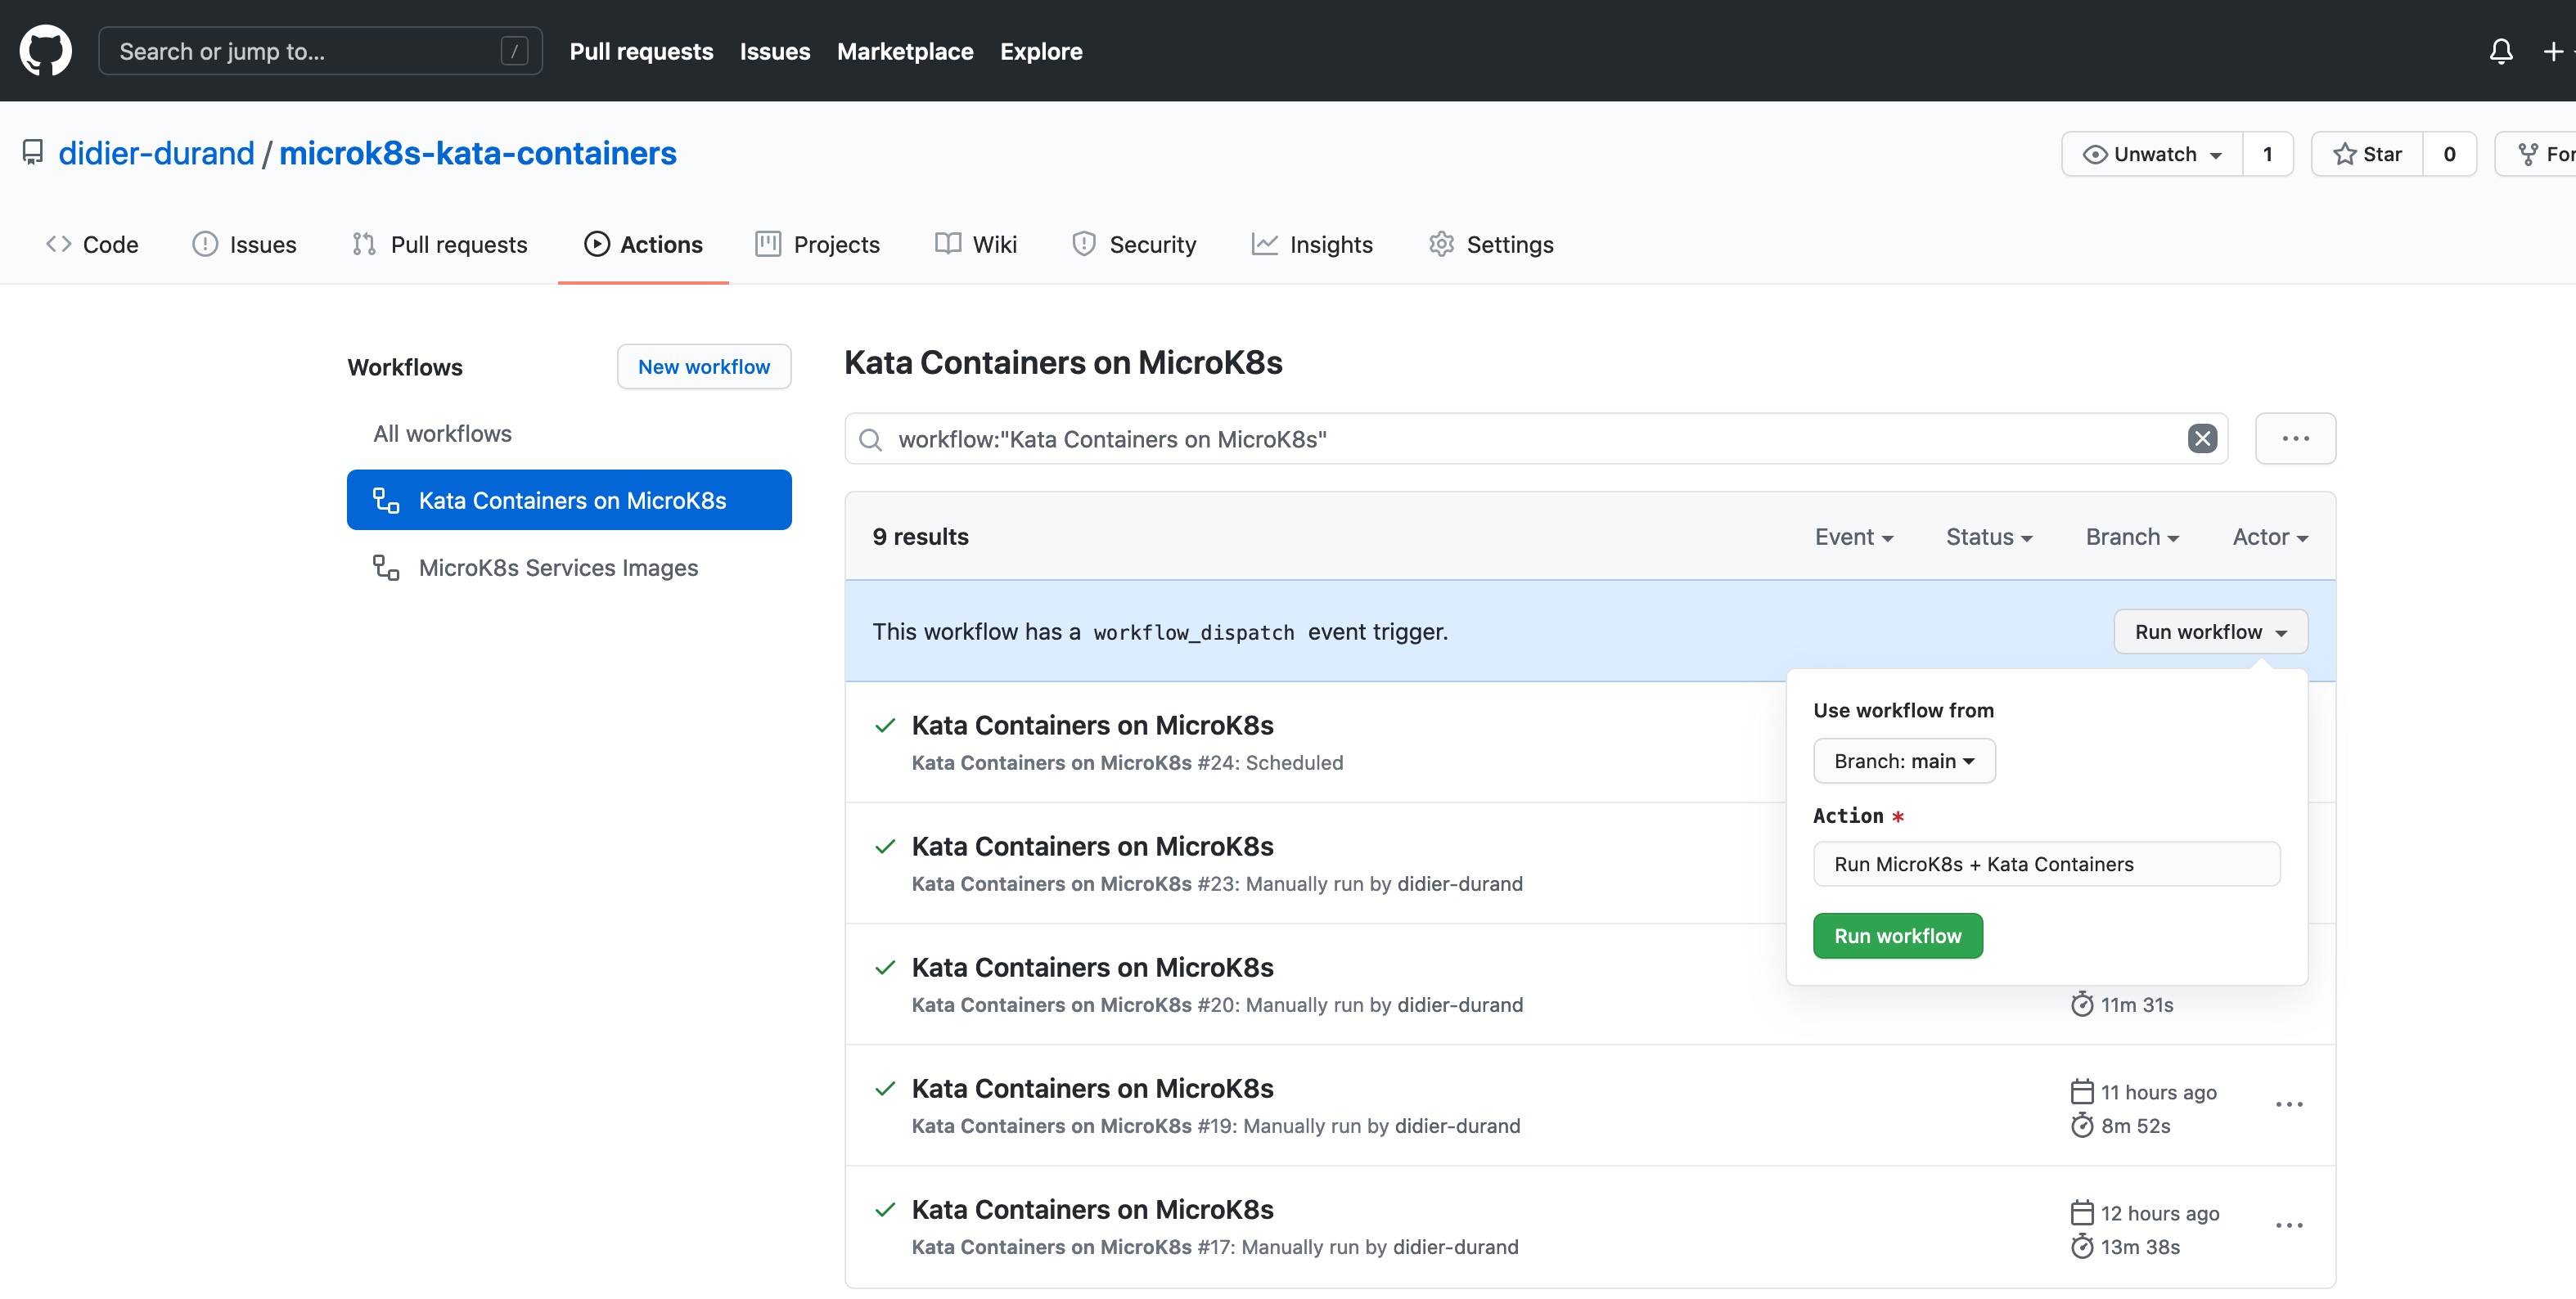 Search or jump to... /
Pull requests Issues Marketplace Explore
didier-durand / microk8s-kata-containers
Unwatch 1 Star 0 For
Code Issues Pull requests Actions Projects Wiki Security Insights Settings
Workflows
New workflow
All workflows
Kata Containers on MicroK8s
MicroK8s Services Images
Kata Containers on MicroK8s
workflow:"Kata Containers on MicroK8s"
9 results
Event Status Branch Actor
This workflow has a workflow_dispatch event trigger.
Run workflow
Use workflow from
Branch: main
Action *
Run MicroK8s + Kata Containers
Run workflow
Kata Containers on MicroK8s
Kata Containers on MicroK8s #24: Scheduled
Kata Containers on MicroK8s
Kata Containers on MicroK8s #23: Manually run by didier-durand
Kata Containers on MicroK8s
Kata Containers on MicroK8s #20: Manually run by didier-durand
11m 31s
Kata Containers on MicroK8s
Kata Containers on MicroK8s #19: Manually run by didier-durand
11 hours ago
8m 52s
Kata Containers on MicroK8s
Kata Containers on MicroK8s #17: Manually run by didier-durand
12 hours ago
13m 38s